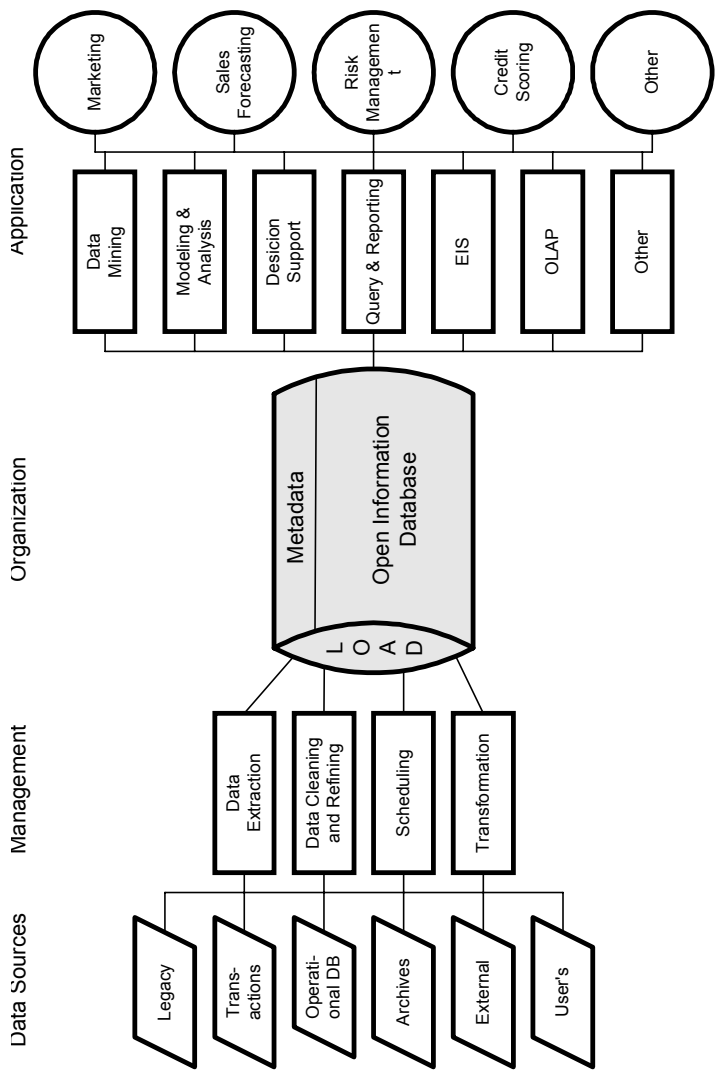 Data Sources
Management
Organization
Application
Legacy
Trans-
actions
Operati-
onal DB
Archives
External
User's
Data
Extraction
Data Cleaning
and Refining
Scheduling
Transformation
L
O
A
D
Metadata
Open Information
Database
Data
Mining
Modeling &
Analysis
Desicion
Support
Query & Reporting
EIS
OLAP
Other
Marketing
Sales
Forecasting
Risk
Managemen
t
Credit
Scoring
Other